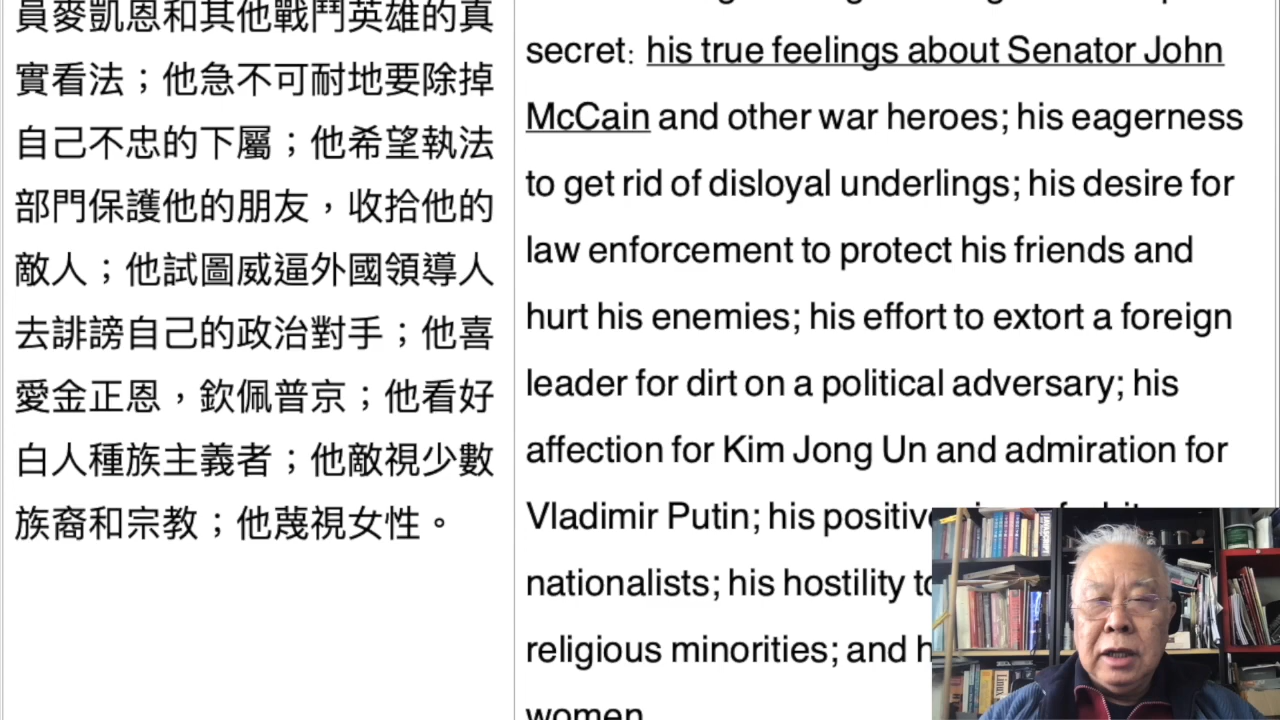 員麥凱恩和其他戰鬥英雄的真
實看法；他急不可耐地要除掉
自己不忠的下屬；他希望執法
部門保護他的朋友，收拾他的
敵人；他試圖威逼外國領導人
去誹謗自己的政治對手；他喜
愛金正恩，欽佩普京；他看好
白人種族主義者；他敵視少數
族裔和宗教；他蔑視女性。
secret: his true feelings about Senator John
McCain and other war heroes; his eagerness
to get rid of disloyal underlings; his desire for
law enforcement to protect his friends and
hurt his enemies; his effort to extort a foreign
leader for dirt on a political adversary; his
affection for Kim Jong Un and admiration for
Vladimir Putin; his positive
nationalists; his hostility
religious minorities; and
women.